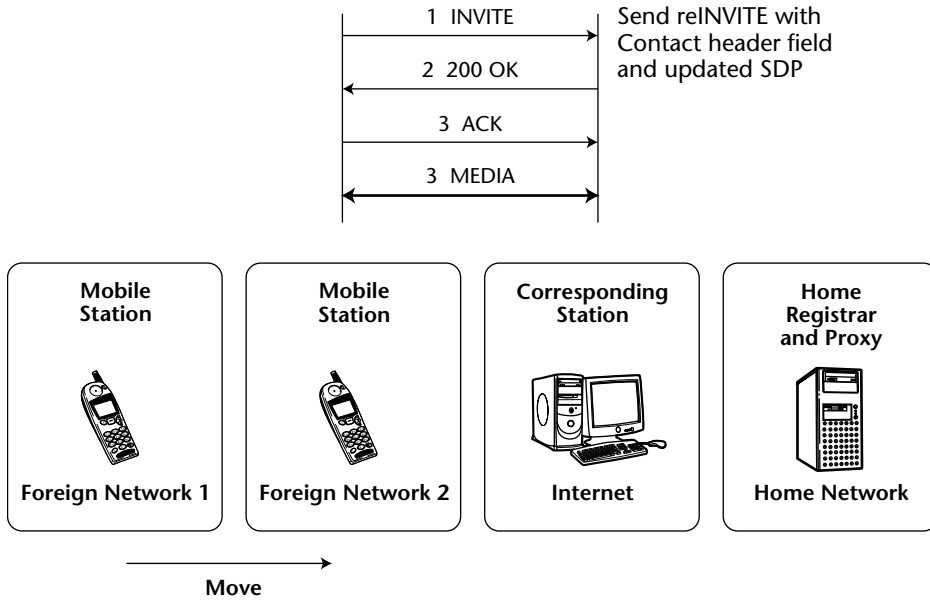 1 INVITE
Send reINVITE with
Contact header field
and updated SDP
2 200 OK
3 ACK
3 MEDIA
Mobile
Station
Foreign Network 1
Mobile
Station
Foreign Network 2
Corresponding
Station
Internet
Home
Registrar
and Proxy
Home Network
Move